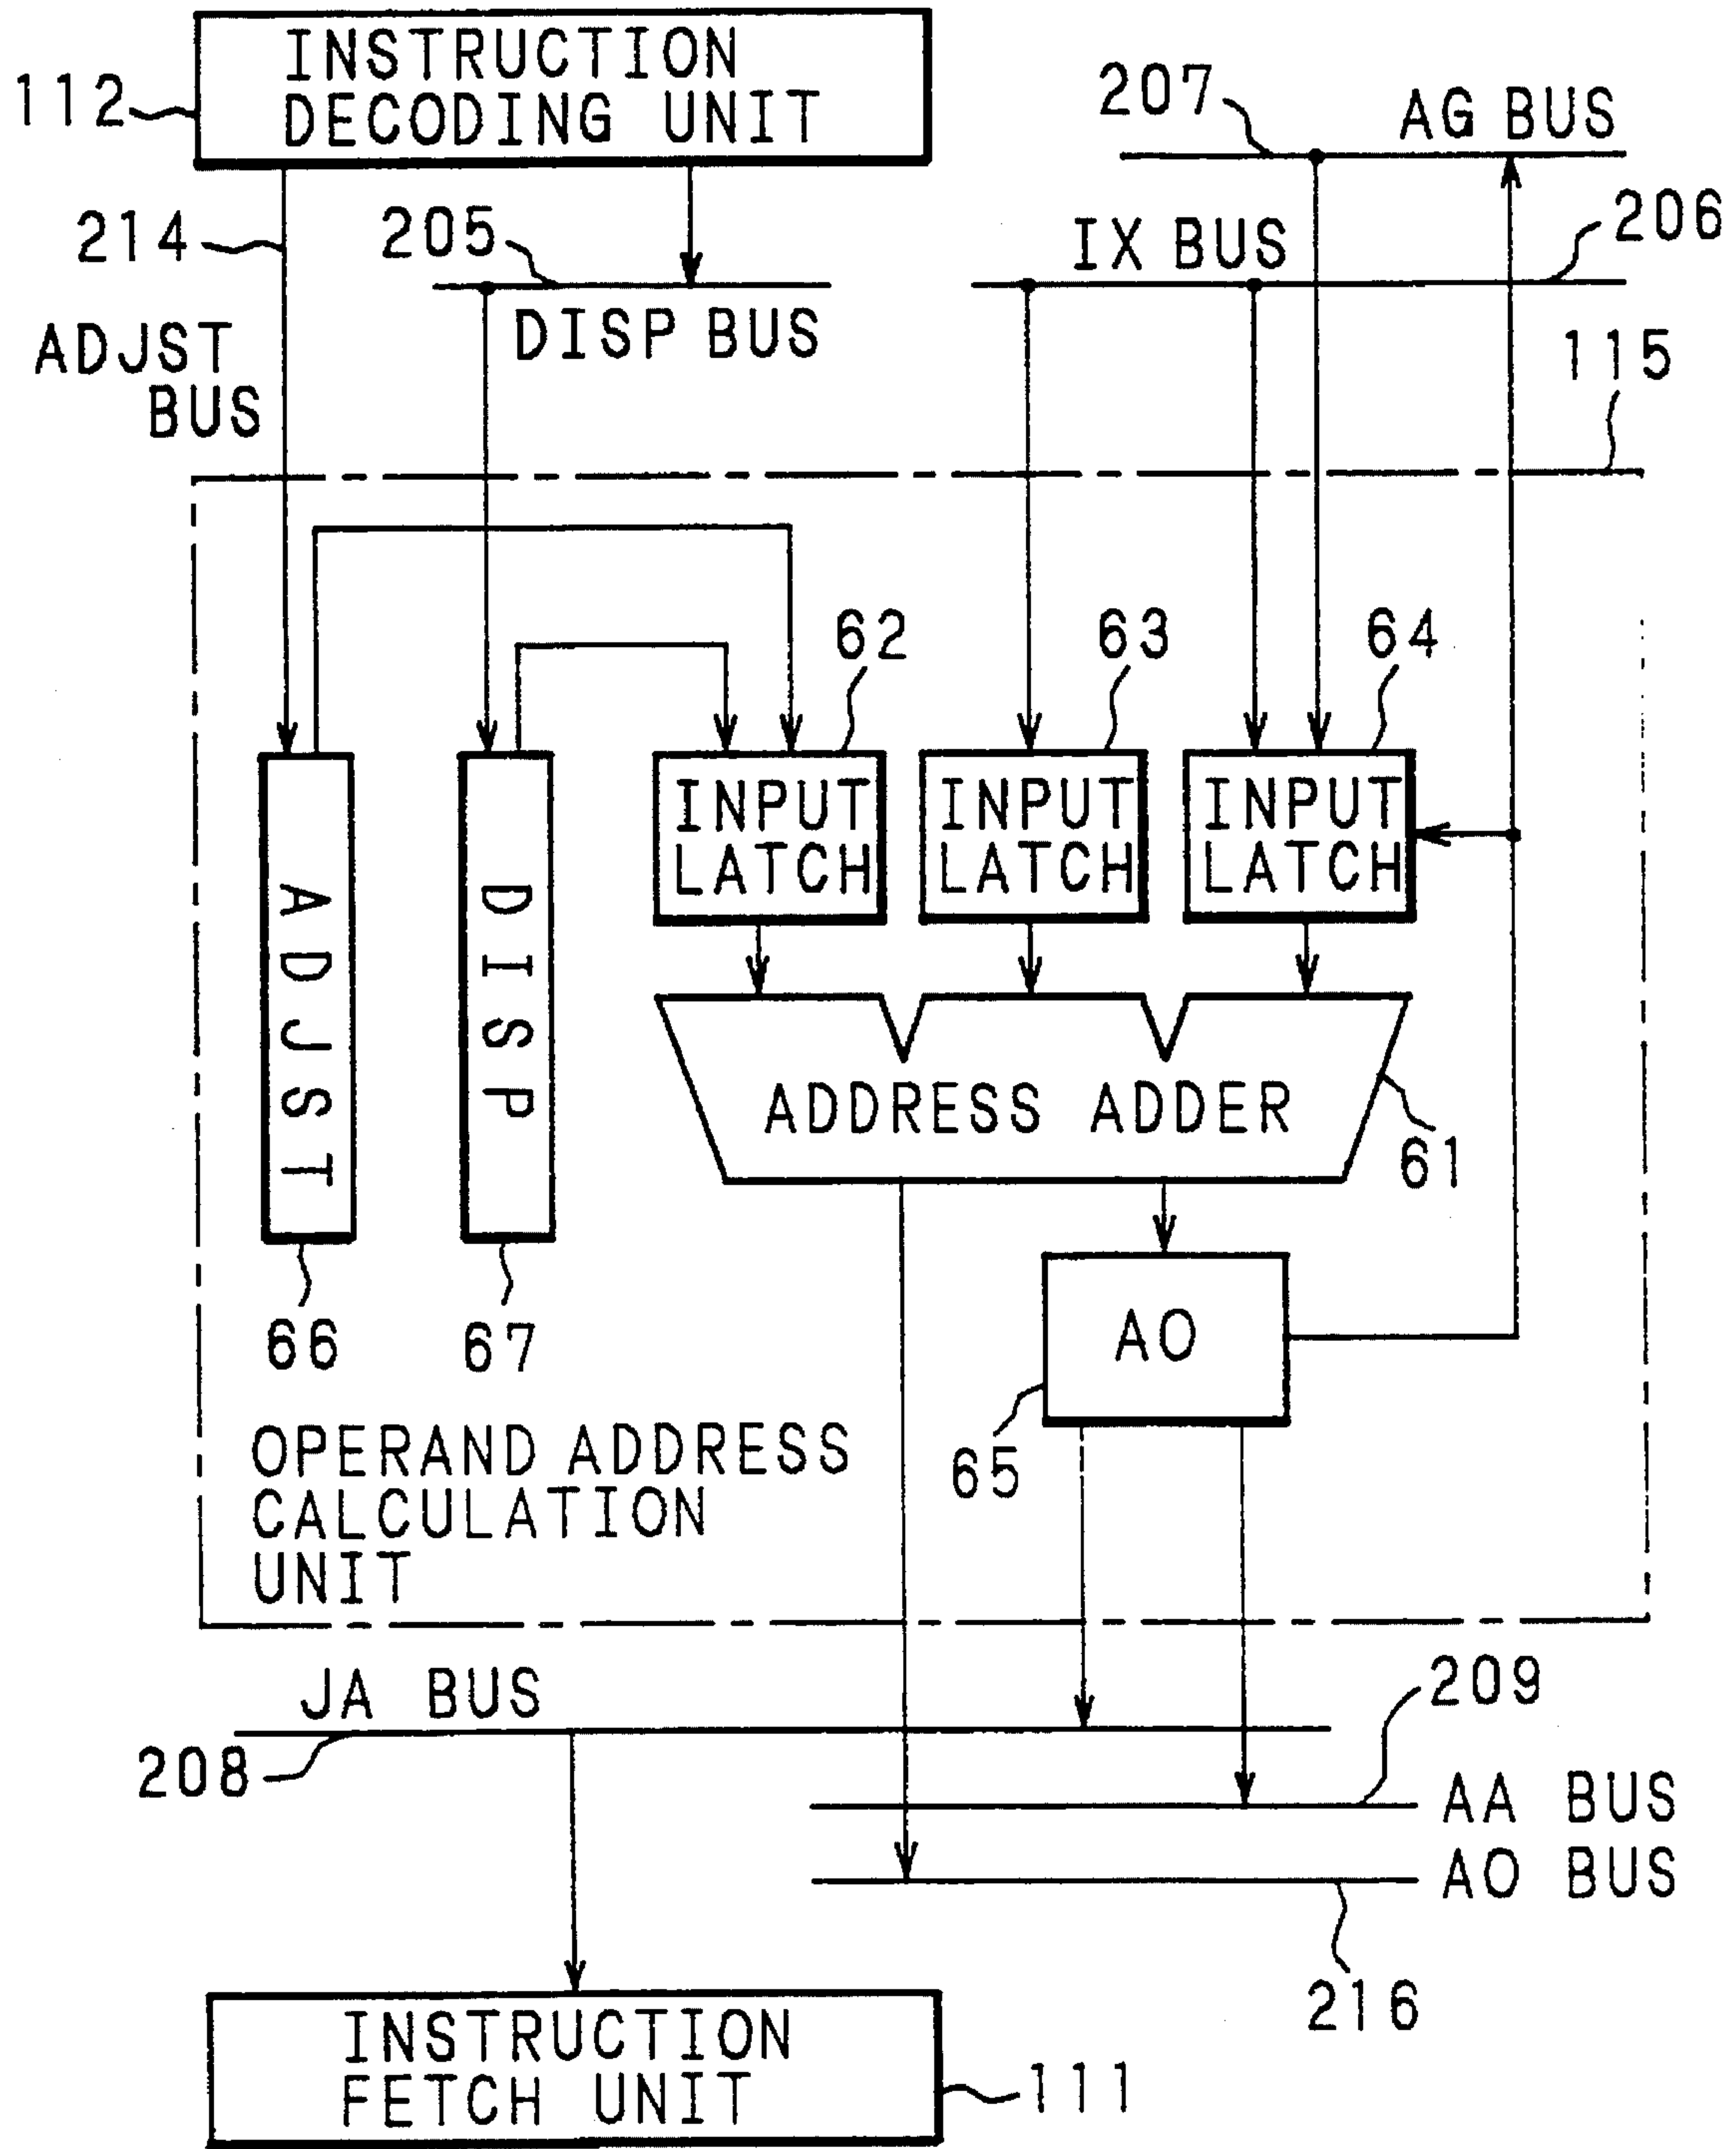 INSTRUCTION
DECODING UNIT
112
207
AG BUS
214
205
IX BUS
206
ADJST
BUS
DISP BUS
115
62
63
64
INPUT
LATCH
INPUT
LATCH
INPUT
LATCH
ADJST
DISP
ADDRESS ADDER
61
AO
66
67
65
OPERAND ADDRESS
CALCULATION
UNIT
JA BUS
209
208
AA BUS
AO BUS
216
INSTRUCTION
FETCH UNIT
111